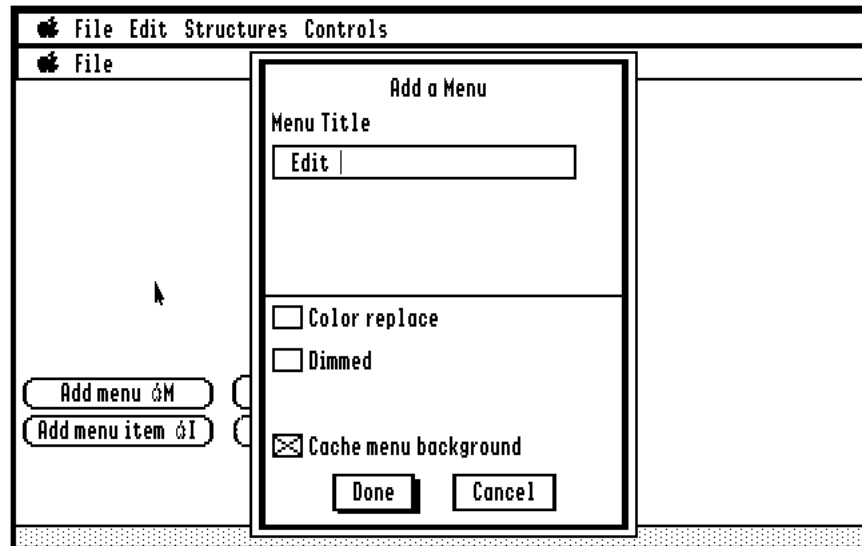 File Edit Structures Controls
File
Add a Menu
Menu Title
Edit
Color replace
Dimmed
Add menu M
Add menu item I
Cache menu background
Done Cancel